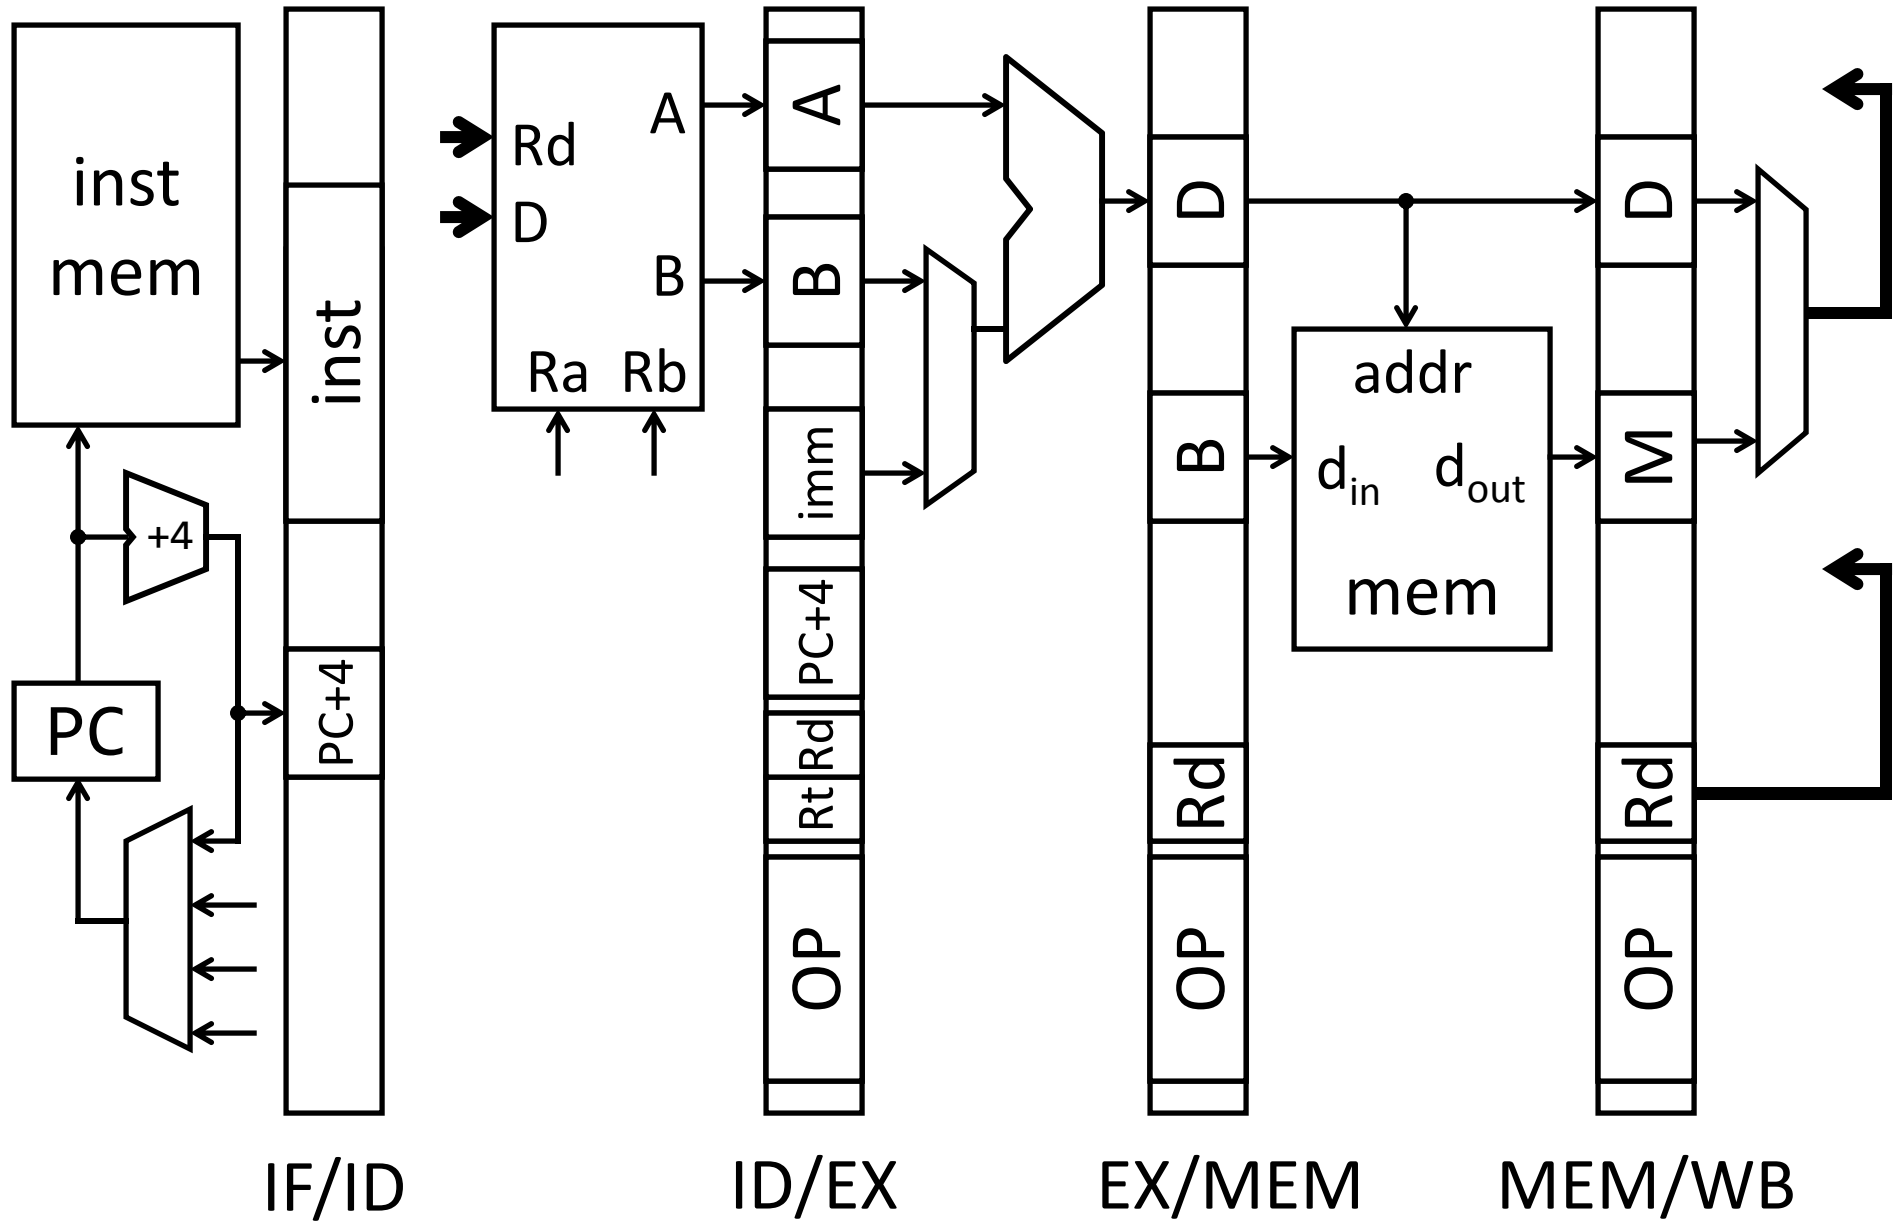 inst
mem
+4
PC
inst
PC+4
IF/ID
Rd
D
A
B
Ra Rb
A
B
imm
PC+4
Rd
Rt
OP
ID/EX
D
B
Rd
OP
EX/MEM
addr
din dout
mem
D
M
Rd
OP
MEM/WB